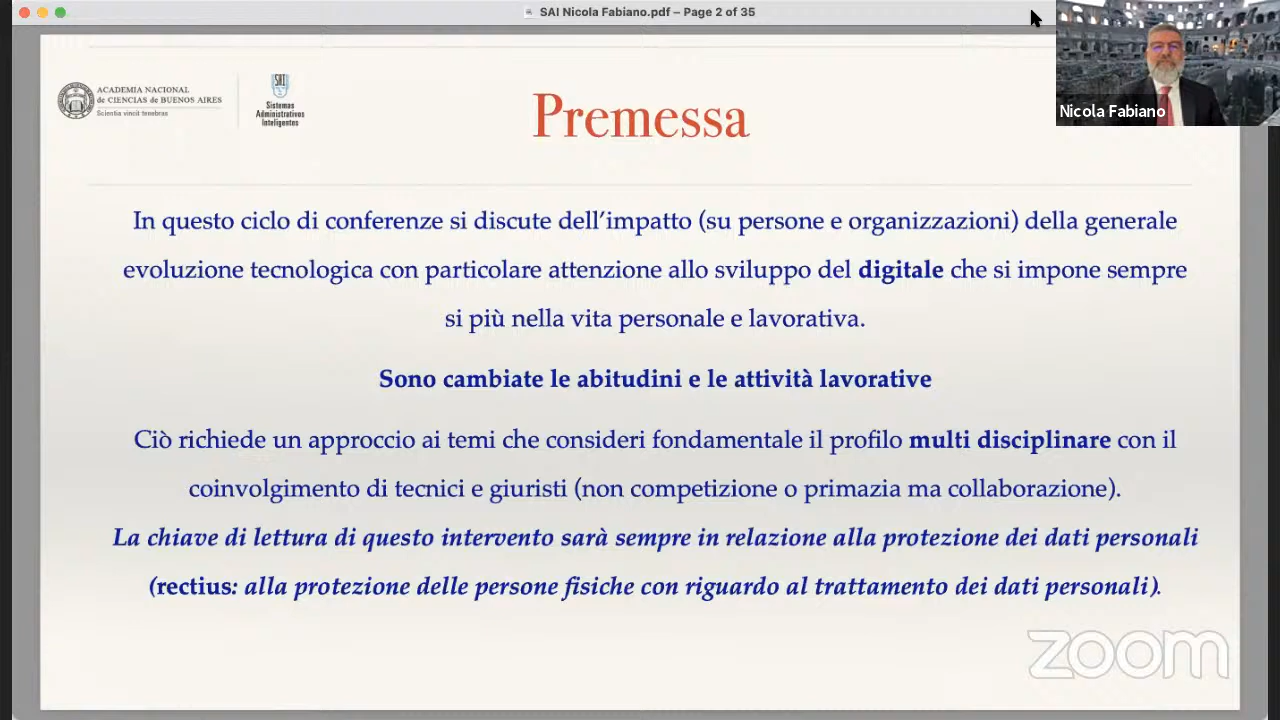 SAI Nicola Fabiano.pdf – Page 2 of 35
Nicola Fabiano
ACADEMIA NACIONAL
de CIENCIAS de BUENOS AIRES
Scientia vincit tenebras
SAI
Sistemas
Administrativos
Inteligentes
Premessa
In questo ciclo di conferenze si discute dell’impatto (su persone e organizzazioni) della generale
evoluzione tecnologica con particolare attenzione allo sviluppo del digitale che si impone sempre
si più nella vita personale e lavorativa.
Sono cambiate le abitudini e le attività lavorative
Ciò richiede un approccio ai temi che consideri fondamentale il profilo multi disciplinare con il
coinvolgimento di tecnici e giuristi (non competizione o primazia ma collaborazione).
La chiave di lettura di questo intervento sarà sempre in relazione alla protezione dei dati personali
(rectius: alla protezione delle persone fisiche con riguardo al trattamento dei dati personali).
zoom